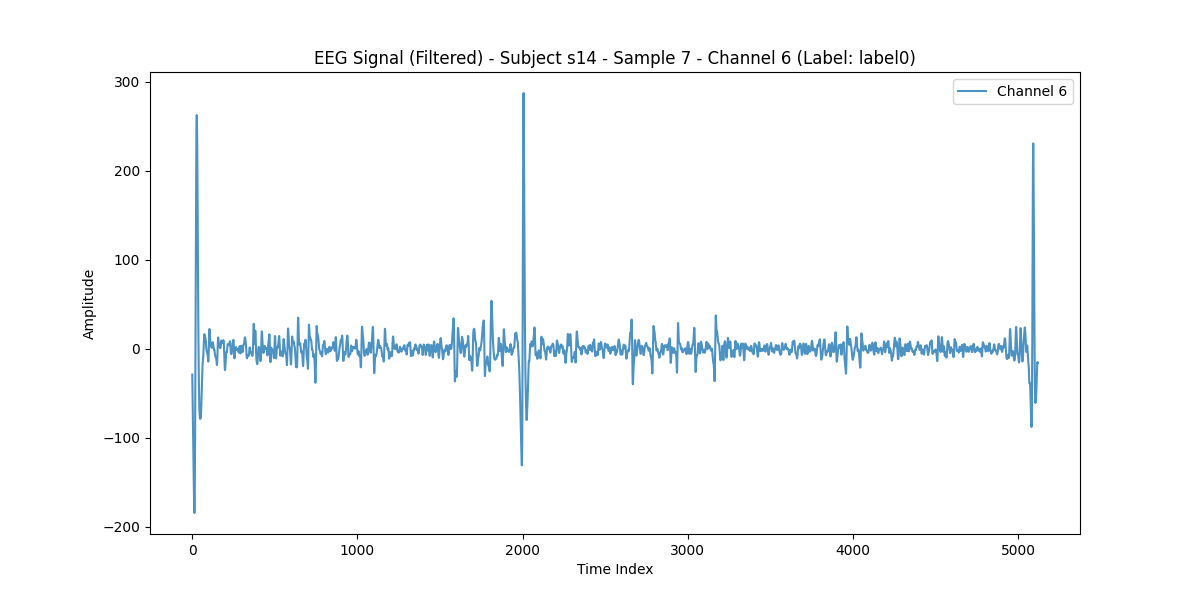 EEG Signal (Filtered) - Subject s14 - Sample 7 - Channel 6 (Label: label0)
Channel 6
300
200
100
0
−100
−200
Amplitude
0 1000 2000 3000 4000 5000
Time Index